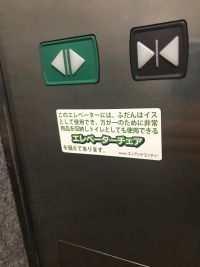 このエレベーターには、ふだんはイス
として使用でき、万が一のために非常
用品を収納しトイレとしても使用できる
エレベーターチェア
を備えてあります。